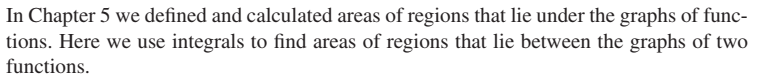 In Chapter 5 we defined and calculated areas of regions that lie under the graphs of func-
tions. Here we use integrals to find areas of regions that lie between the graphs of two
functions.